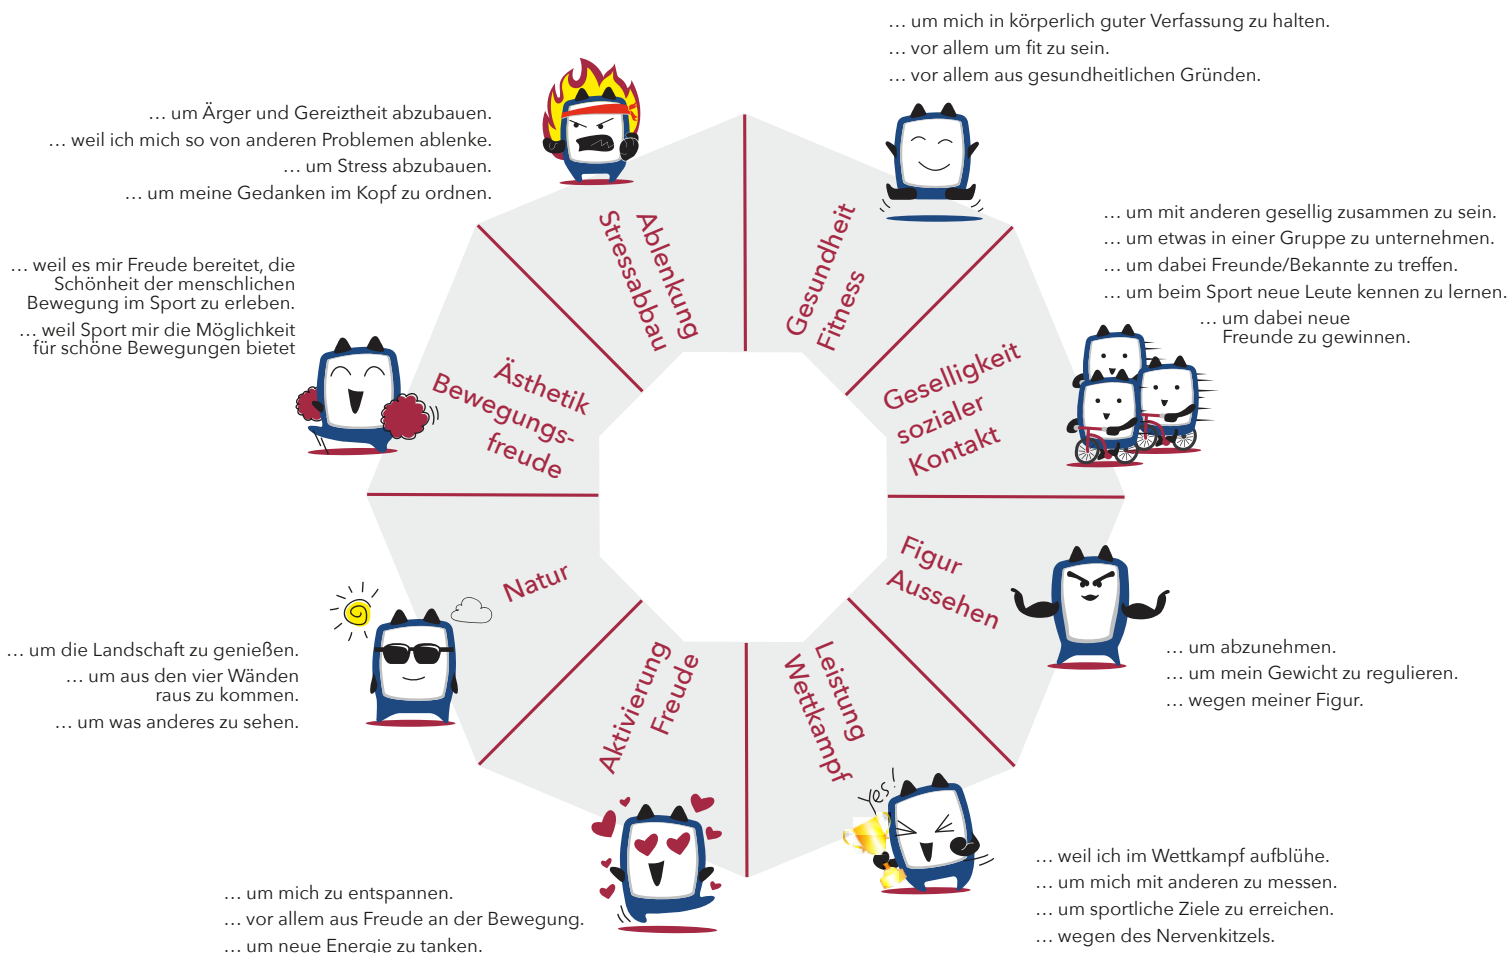 … um mich in körperlich guter Verfassung zu halten.
… vor allem um fit zu sein.
… vor allem aus gesundheitlichen Gründen.
Gesundheit
Fitness
… um mit anderen gesellig zusammen zu sein.
… um etwas in einer Gruppe zu unternehmen.
… um dabei Freunde/Bekannte zu treffen.
… um beim Sport neue Leute kennen zu lernen.
… um dabei neue
Freunde zu gewinnen.
Geselligkeit
sozialer
Kontakt
Figur
Aussehen
… um abzunehmen.
… um mein Gewicht zu regulieren.
… wegen meiner Figur.
Leistung
Wettkampf
Yes!
… weil ich im Wettkampf aufblühe.
… um mich mit anderen zu messen.
… um sportliche Ziele zu erreichen.
… wegen des Nervenkitzels.
Aktivierung
Freude
… um mich zu entspannen.
… vor allem aus Freude an der Bewegung.
… um neue Energie zu tanken.
Natur
… um die Landschaft zu genießen.
… um aus den vier Wänden
raus zu kommen.
… um was anderes zu sehen.
Ästhetik
Bewegungs-
freude
… weil es mir Freude bereitet, die
Schönheit der menschlichen
Bewegung im Sport zu erleben.
… weil Sport mir die Möglichkeit
für schöne Bewegungen bietet
Ablenkung
Stressabbau
… um Ärger und Gereiztheit abzubauen.
… weil ich mich so von anderen Problemen ablenke.
… um Stress abzubauen.
… um meine Gedanken im Kopf zu ordnen.